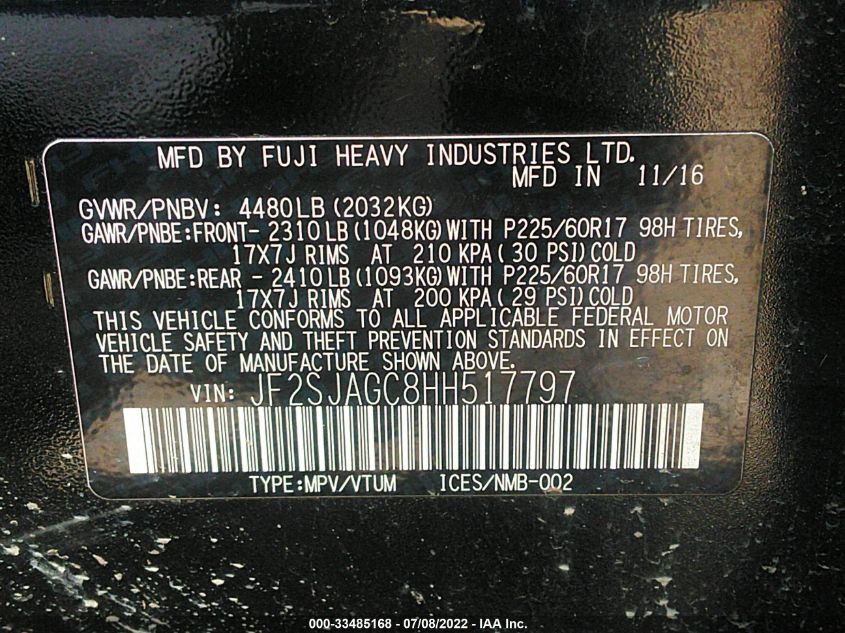 MFD BY FUJI HEAVY INDUSTRIES LTD.
MFD IN 11/16
GVWR/PNBV: 4480LB (2032KG)
GAWR/PNBE:FRONT- 2310LB (1048KG) WITH P225/60R17 98H TIRES,
17X7J RIMS AT 210 KPA (30 PSI) COLD
GAWR/PNBE:REAR - 2410LB (1093KG) WITH P225/60R17 98H TIRES,
17X7J RIMS AT 200 KPA (29 PSI) COLD
THIS VEHICLE CONFORMS TO ALL APPLICABLE FEDERAL MOTOR
VEHICLE SAFETY AND THEFT PREVENTION STANDARDS IN EFFECT ON
THE DATE OF MANUFACTURE SHOWN ABOVE.
VIN: JF2SJAGC8HH517797
TYPE:MPV/VTUM ICES/NMB-002
000-33485168 - 07/08/2022 - IAA Inc.